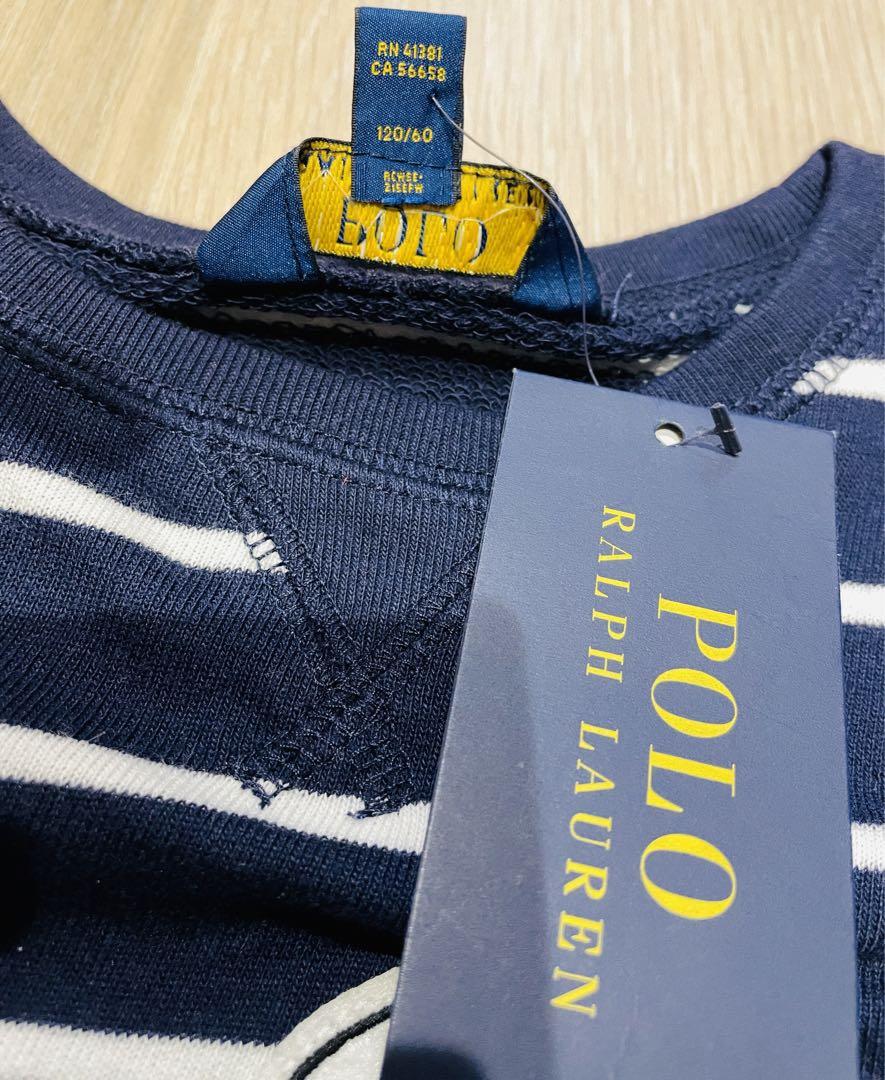 RN 41381
CA 56658
120/60
POLO
POLO
RALPH LAUREN